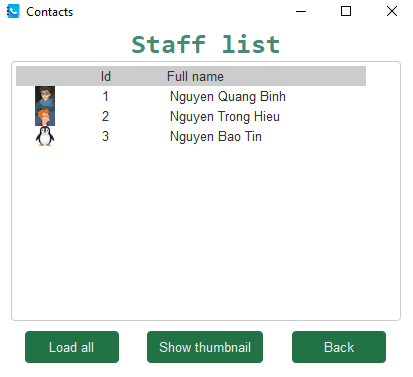 Contacts
Staff list
Id Full name
1 Nguyen Quang Binh
2 Nguyen Trong Hieu
3 Nguyen Bao Tin
Load all Show thumbnail Back